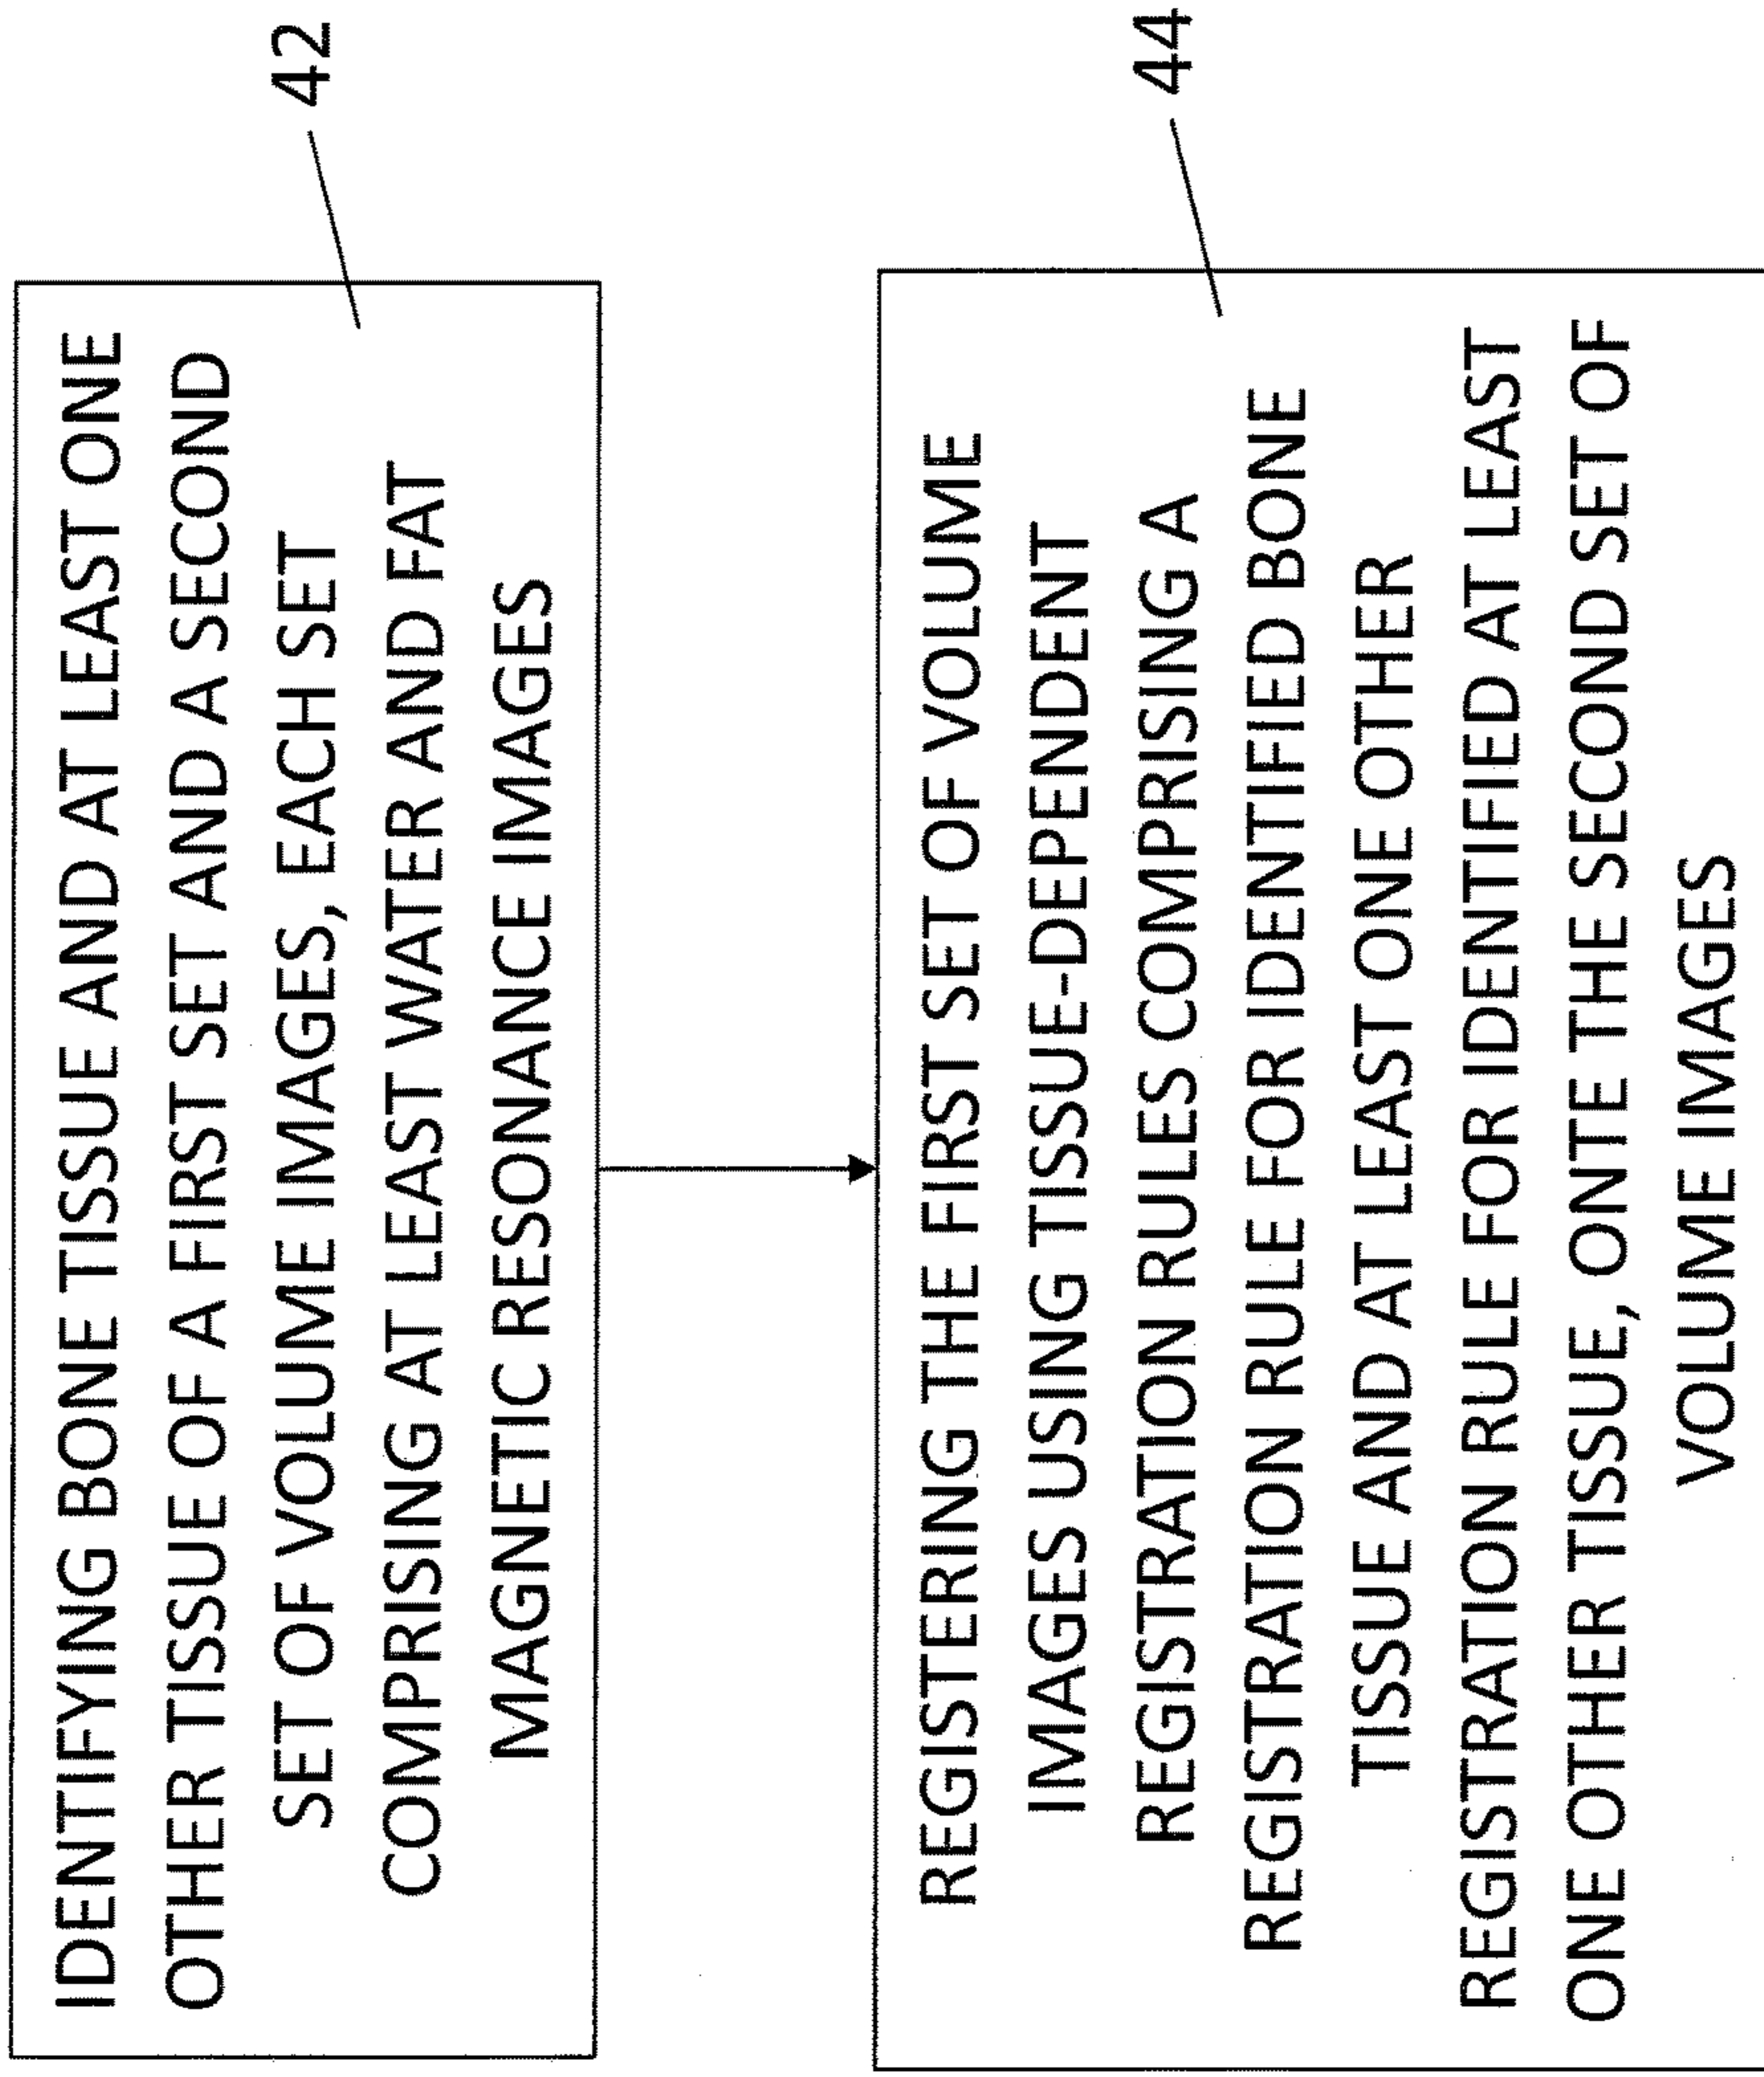 IDENTIFYING BONE TISSUE AND AT LEAST ONE
OTHER TISSUE OF A FIRST SET AND A SECOND
SET OF VOLUME IMAGES, EACH SET
COMPRISING AT LEAST WATER AND FAT
MAGNETIC RESONANCE IMAGES
42
REGISTERING THE FIRST SET OF VOLUME
IMAGES USING TISSUE-DEPENDENT
REGISTRATION RULES COMPRISING A
REGISTRATION RULE FOR IDENTIFIED BONE
TISSUE AND AT LEAST ONE OTHER
REGISTRATION RULE FOR IDENTIFIED AT LEAST
ONE OTHER TISSUE, ONTE THE SECOND SET OF
VOLUME IMAGES
44